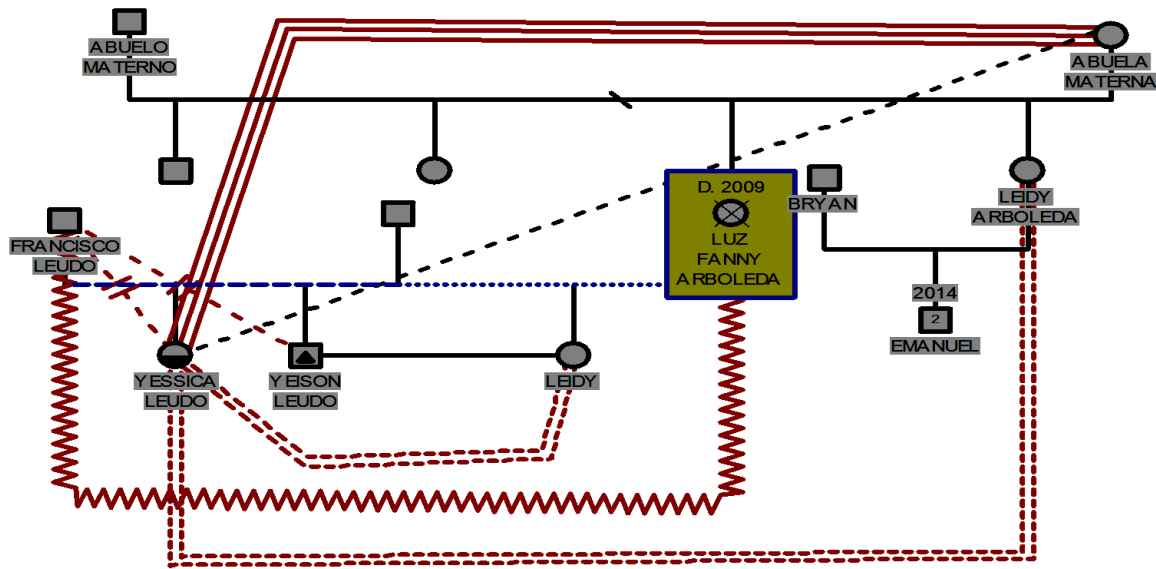 ABUELO
MATERNO
ABUELA
MATERNA
D. 2009
LUZ
FANNY
ARBOLEDA
BRYAN
LEIDY
ARBOLEDA
FRANCISCO
LEUDO
2014
2
EMANUEL
YESSICA
LEUDO
YEISON
LEUDO
LEIDY